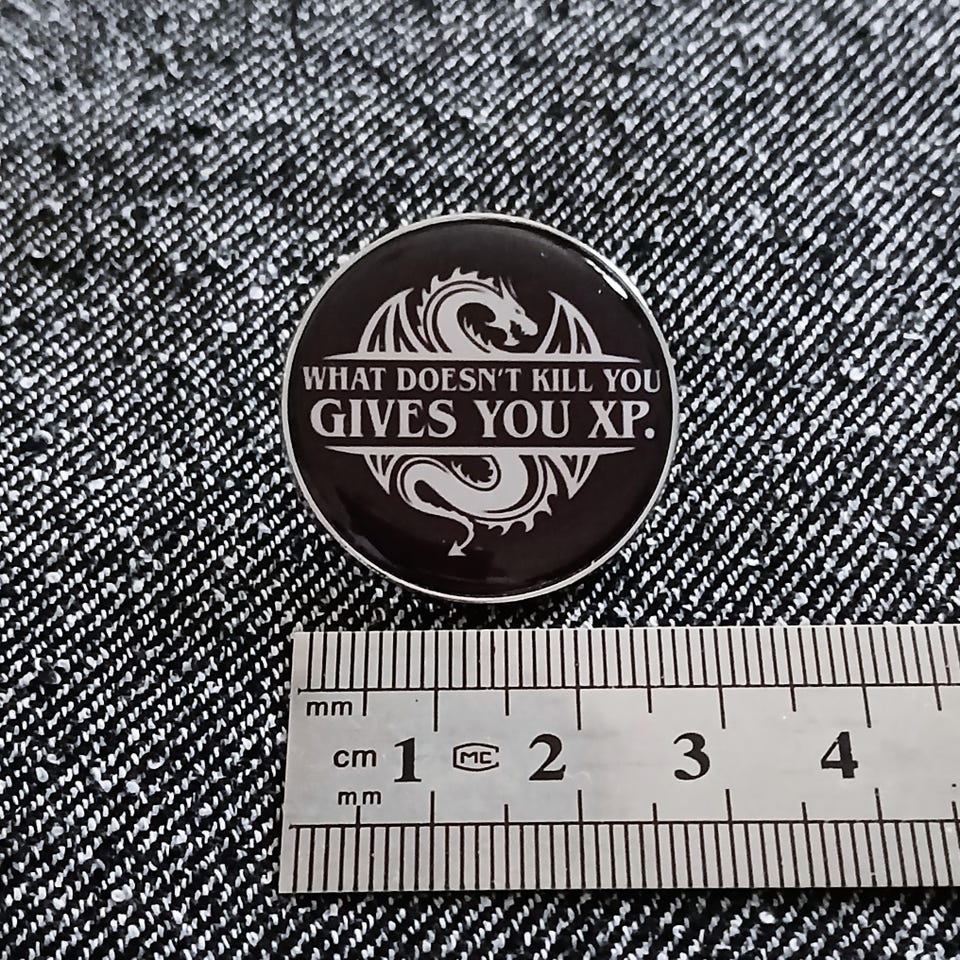 WHAT DOESN'T KILL YOU
GIVES YOU XP.
mm
cm 1 MC 2 3 4
mm